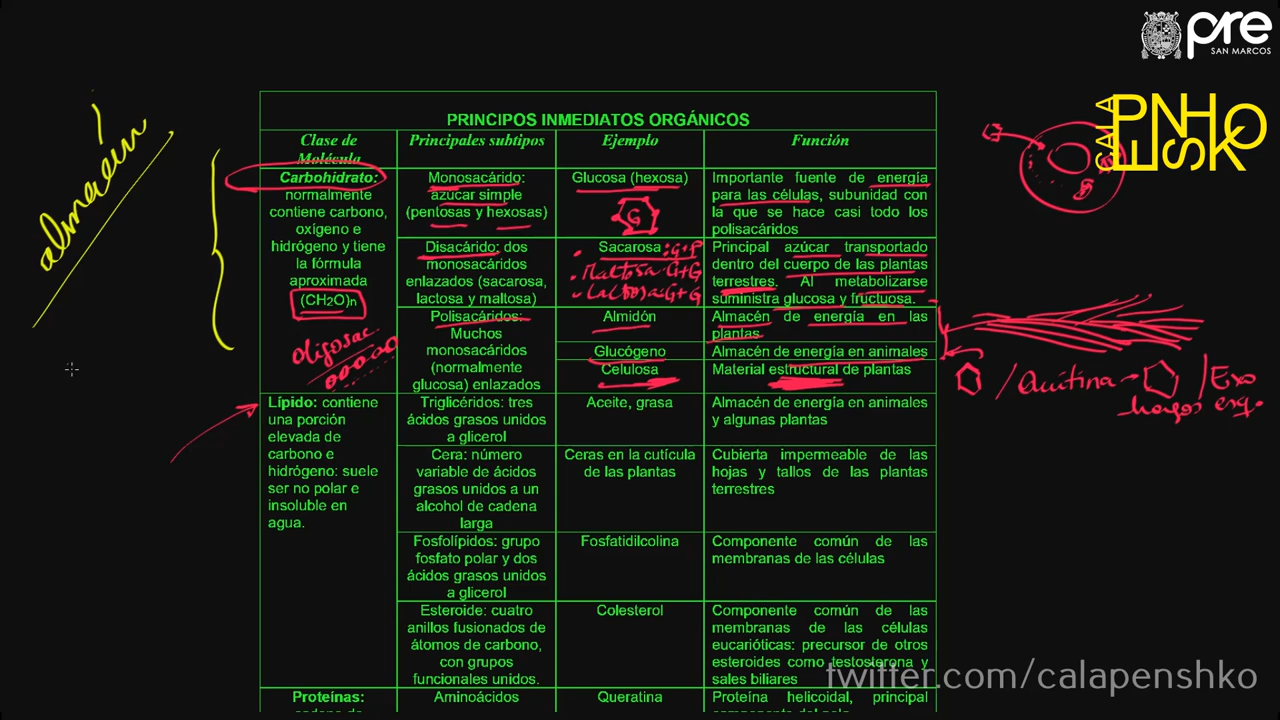 pre
SAN MARCOS
CALA
PNHO
ESK
almacén
PRINCIPOS INMEDIATOS ORGÁNICOS
Clase de Molécula
Principales subtipos
Ejemplo
Función
Carbohidrato:
normalmente
contiene carbono,
oxígeno e
hidrógeno y tiene
la fórmula
aproximada
(CH2O)n
oligosac
Monosacárido:
azúcar simple
(pentosas y hexosas)
Glucosa (hexosa)
G
Importante fuente de energía
para las células, subunidad con
la que se hace casi todo los
polisacáridos
Disacárido: dos
monosacáridos
enlazados (sacarosa,
lactosa y maltosa)
Sacarosa :G+P
Maltosa:G+G
Lactosa:G+G
Principal azúcar transportado
dentro del cuerpo de las plantas
terrestres. Al metabolizarse
suministra glucosa y fructuosa.
Polisacáridos:
Muchos
monosacáridos
(normalmente
glucosa) enlazados
Almidón
Almacén de energía en las
plantas
Glucógeno
Almacén de energía en animales
Celulosa
Material estructural de plantas
/ Quitina / Exo
hongos esq.
Lípido: contiene
una porción
elevada de
carbono e
hidrógeno: suele
ser no polar e
insoluble en
agua.
Triglicéridos: tres
ácidos grasos unidos
a glicerol
Aceite, grasa
Almacén de energía en animales
y algunas plantas
Cera: número
variable de ácidos
grasos unidos a un
alcohol de cadena
larga
Ceras en la cutícula
de las plantas
Cubierta impermeable de las
hojas y tallos de las plantas
terrestres
Fosfolípidos: grupo
fosfato polar y dos
ácidos grasos unidos
a glicerol
Fosfatidilcolina
Componente común de las
membranas de las células
Esteroide: cuatro
anillos fusionados de
átomos de carbono,
con grupos
funcionales unidos.
Colesterol
Componente común de las
membranas de las células
eucarióticas: precursor de otros
esteroides como testosterona y
sales biliares
Proteínas:
Aminoácidos
Queratina
Proteína helicoidal, principal
twitter.com/calapenshko